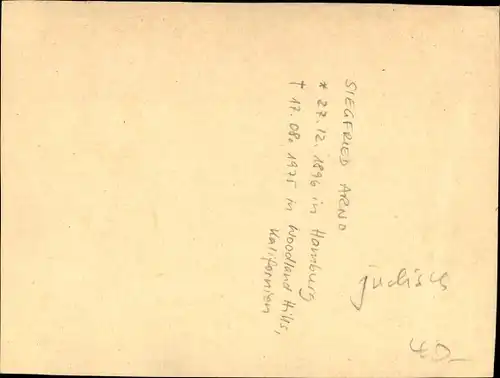 SIEGFRIED ARNO
* 27.12.1896 in Hamburg
† 17.08.1975 in Woodland Hills,
Kalifornien
jüdisch
40-